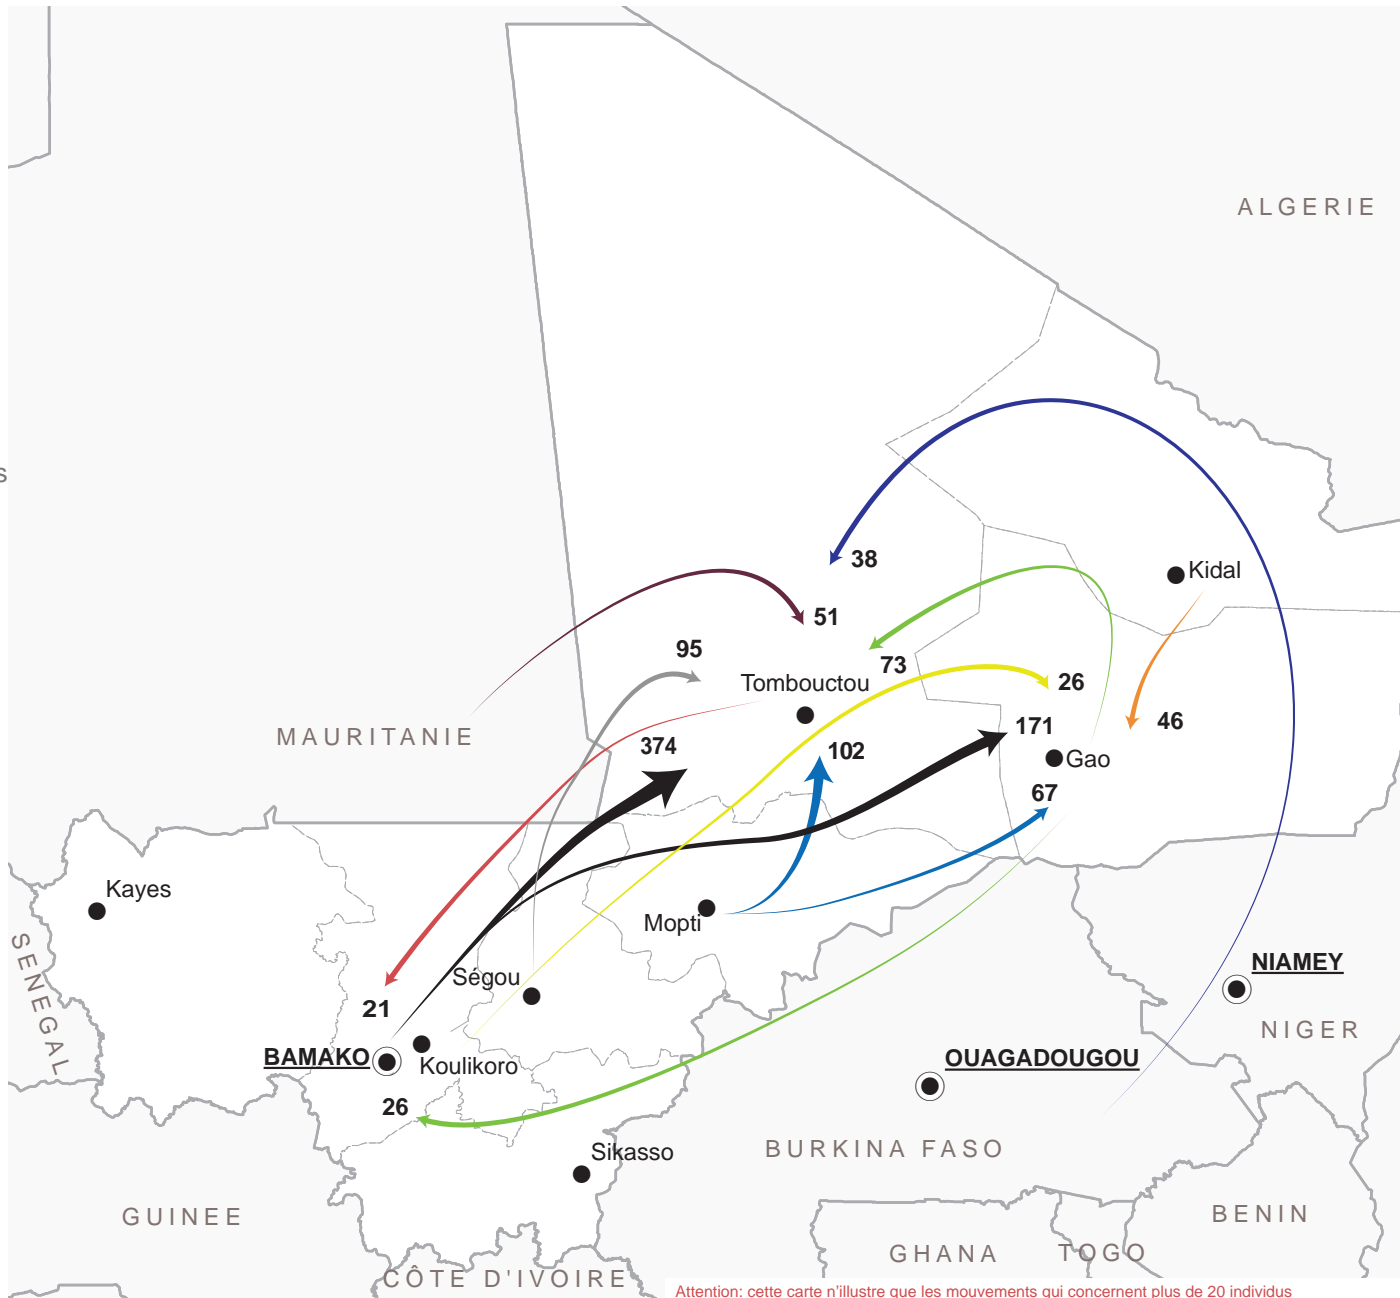 ALGERIE
s
38
Kidal
51
95
73
Tombouctou
26
46
MAURITANIE
374
171
102
Gao
67
Kayes
Mopti
SENEGAL
Ségou
NIAMEY
21
NIGER
BAMAKO
Koulikoro
OUAGADOUGOU
26
Sikasso
BURKINA FASO
GUINEE
BENIN
GHANA
TOGO
CÔTE D'IVOIRE
Attention: cette carte n'illustre que les mouvements qui concernent plus de 20 individus